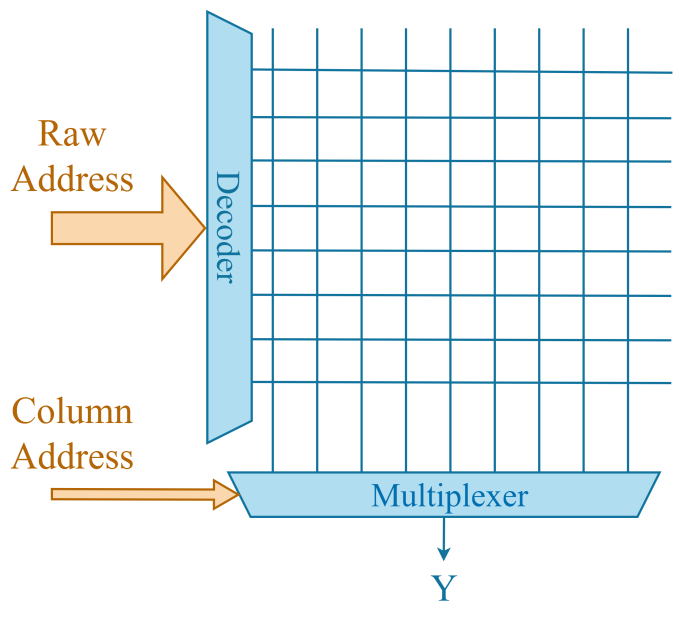 Raw
Address
Decoder
Column
Address
Multiplexer
Y